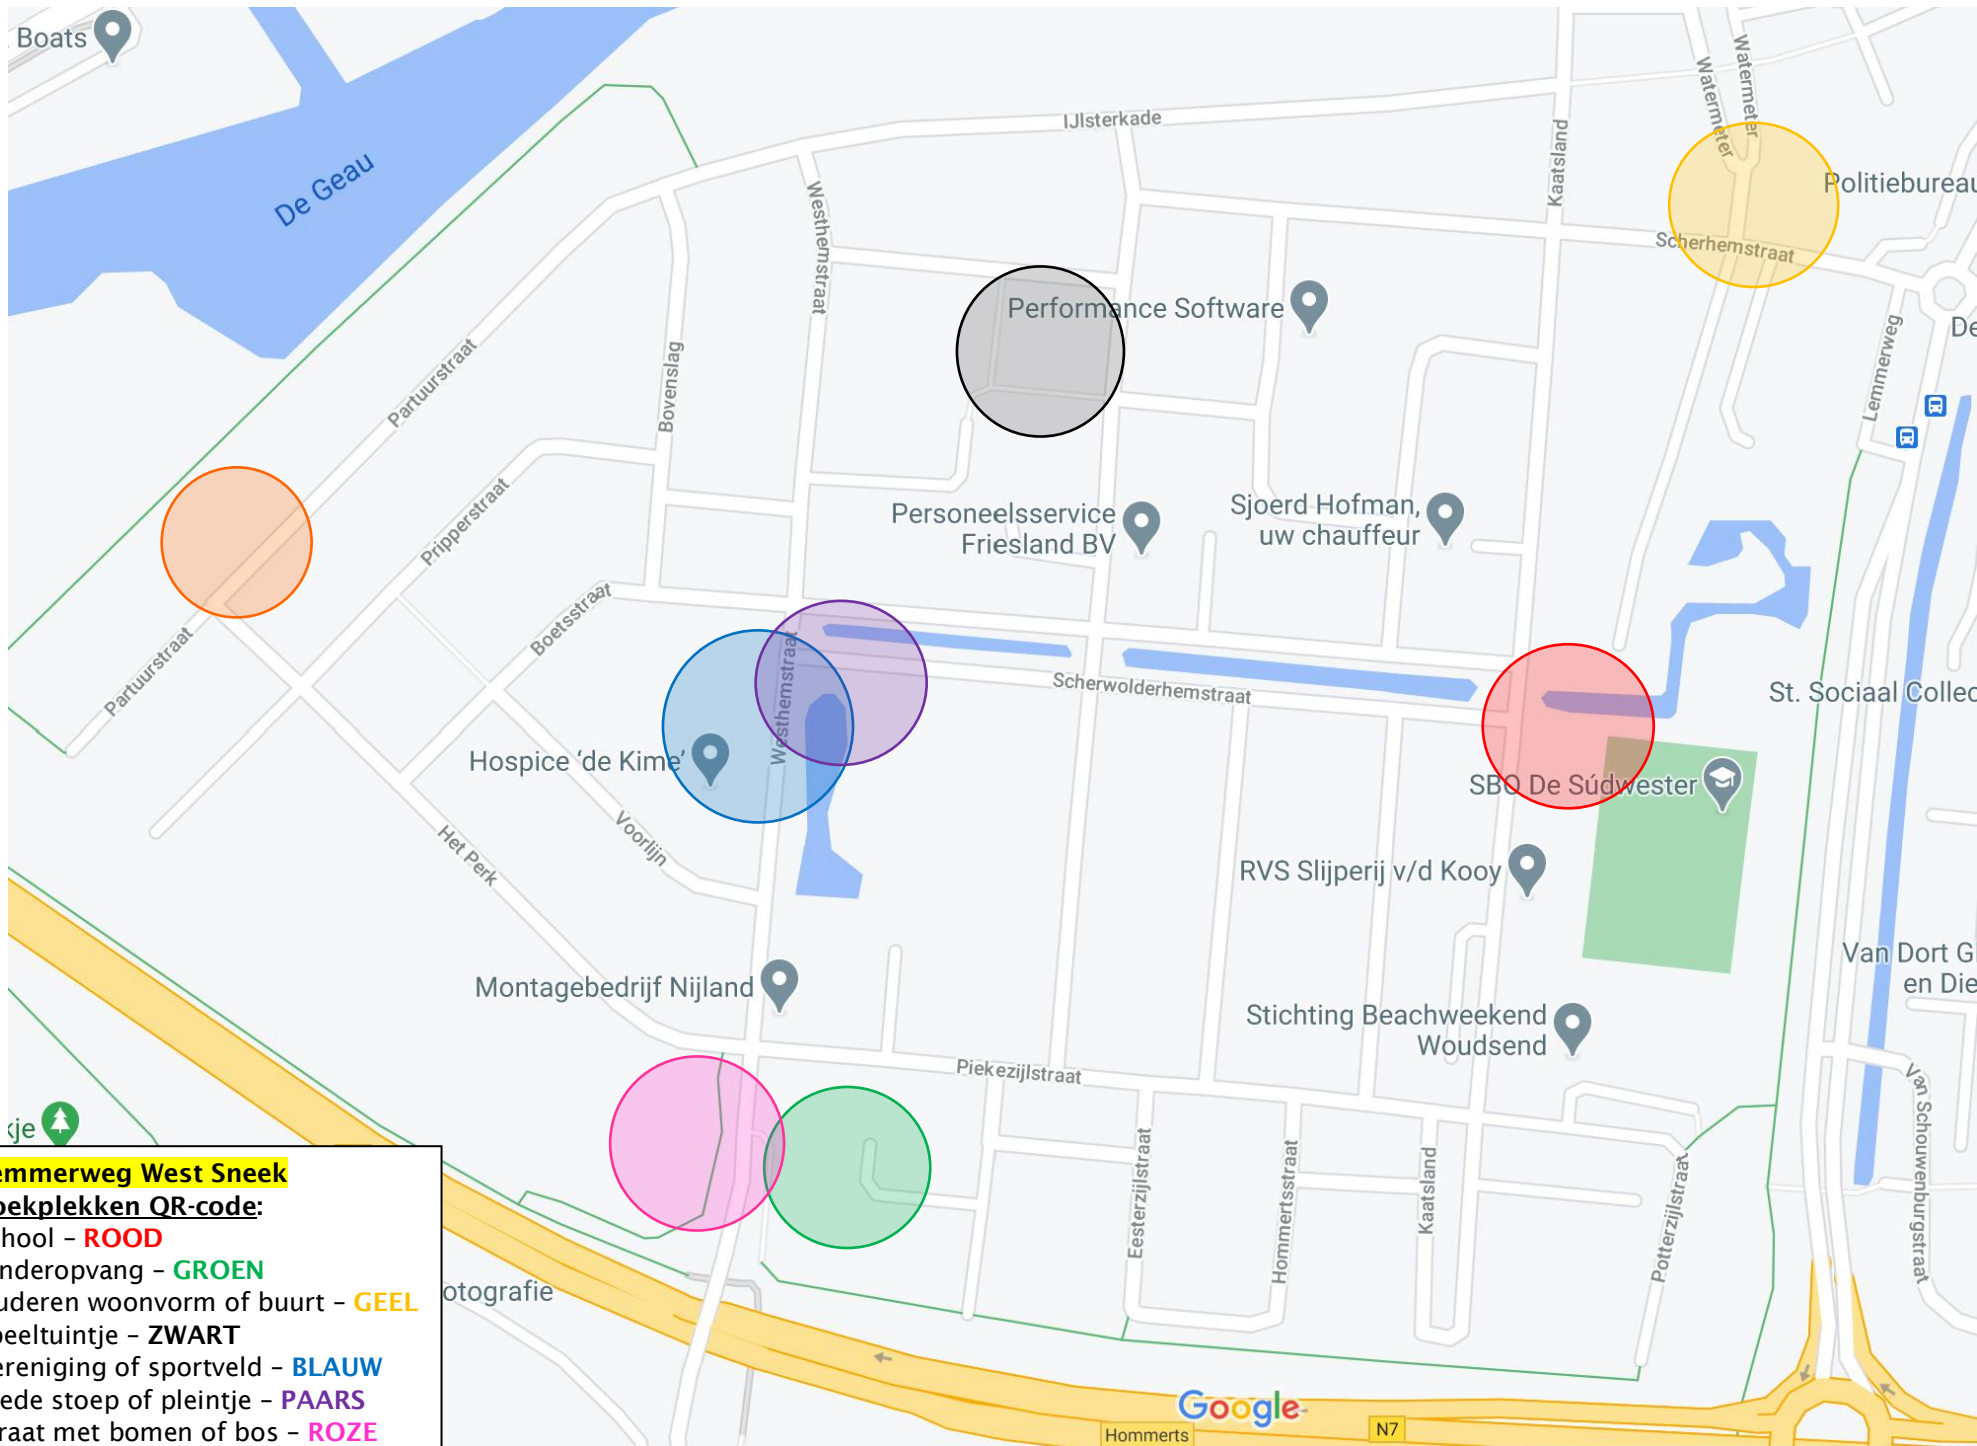 Boats
De Geau
IJlsterkade
Watermeter
Watermeter
Kaatsland
Politiebureau
Westhemstraat
Scherhemstraat
Performance Software
De
Lemmerweg
Partuurstraat
Bovenslag
Pripperstraat
Personeelsservice
Friesland BV
Sjoerd Hofman,
uw chauffeur
Boetsstraat
Partuurstraat
Westhemstraat
Scherwolderhemstraat
St. Sociaal Collec
Hospice 'de Kime'
SBO De Súdwester
Voorlijn
Het Perk
RVS Slijperij v/d Kooy
Van Dort G
en Die
Montagebedrijf Nijland
Stichting Beachweekend
Woudsend
Piekezijlstraat
Van Schouwenburgstraat
kje
Eesterzijlstraat
Hommertsstraat
Kaatsland
Potterzijlstraat
emmerweg West Sneek
oekplekken QR-code:
hool – ROOD
nderopvang – GROEN
uderen woonvorm of buurt – GEEL
peeltuintje – ZWART
ereniging of sportveld – BLAUW
ede stoep of pleintje – PAARS
raat met bomen of bos – ROZE
otografie
Google
Hommerts
N7